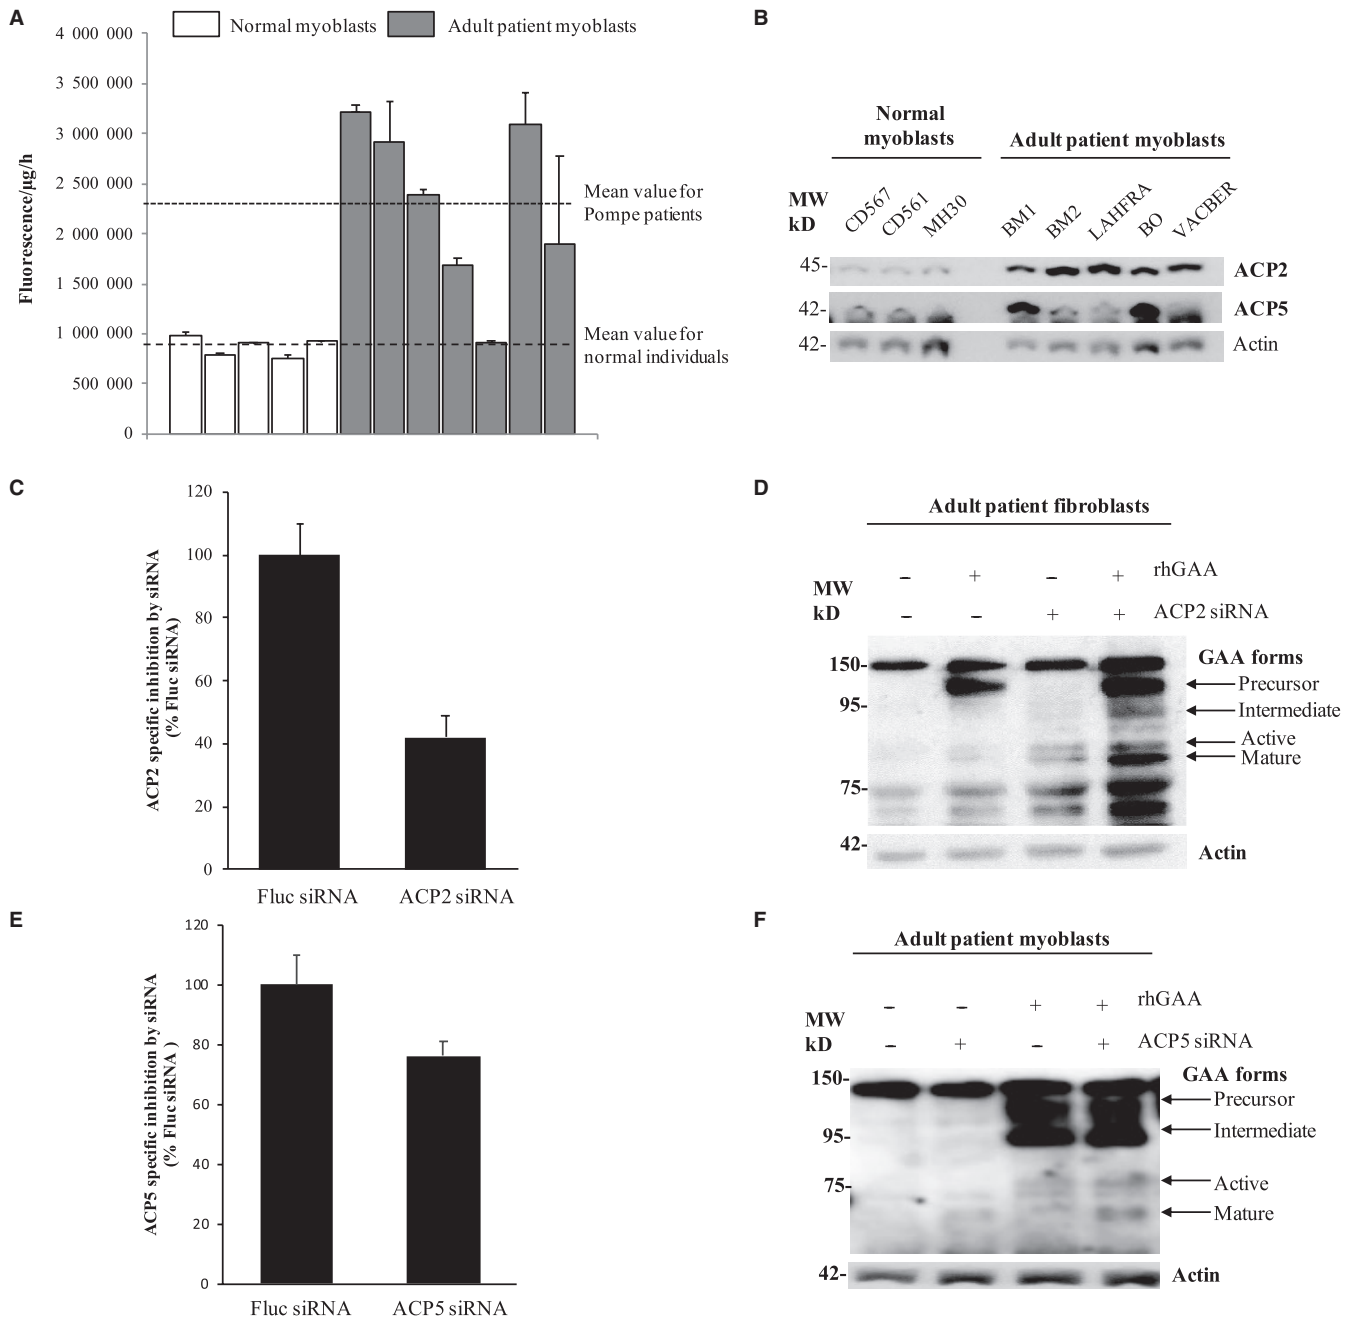 A
Normal myoblasts
Adult patient myoblasts
4 000 000
3 500 000
3 000 000
2 500 000
2 000 000
1 500 000
1 000 000
500 000
0
Fluorescence/µg/h
Mean value for
Pompe patients
Mean value for
normal individuals
B
Normal
myoblasts
Adult patient myoblasts
MW
kD
CD567
CD561
MH30
BM1
BM2
LAHFRA
BO
VACBER
45-
ACP2
42-
ACP5
42-
Actin
C
120
100
80
60
40
20
0
ACP2 specific inhibition by siRNA
(% Fluc siRNA)
Fluc siRNA
ACP2 siRNA
D
Adult patient fibroblasts
- + - + rhGAA
MW
kD
- - + + ACP2 siRNA
150-
GAA forms
Precursor
95-
Intermediate
Active
Mature
75-
42-
Actin
E
120
100
80
60
40
20
0
ACP5 specific inhibition by siRNA
(% Fluc siRNA )
Fluc siRNA
ACP5 siRNA
F
Adult patient myoblasts
- - + + rhGAA
MW
kD
- + - + ACP5 siRNA
150-
GAA forms
Precursor
95-
Intermediate
75-
Active
Mature
42-
Actin